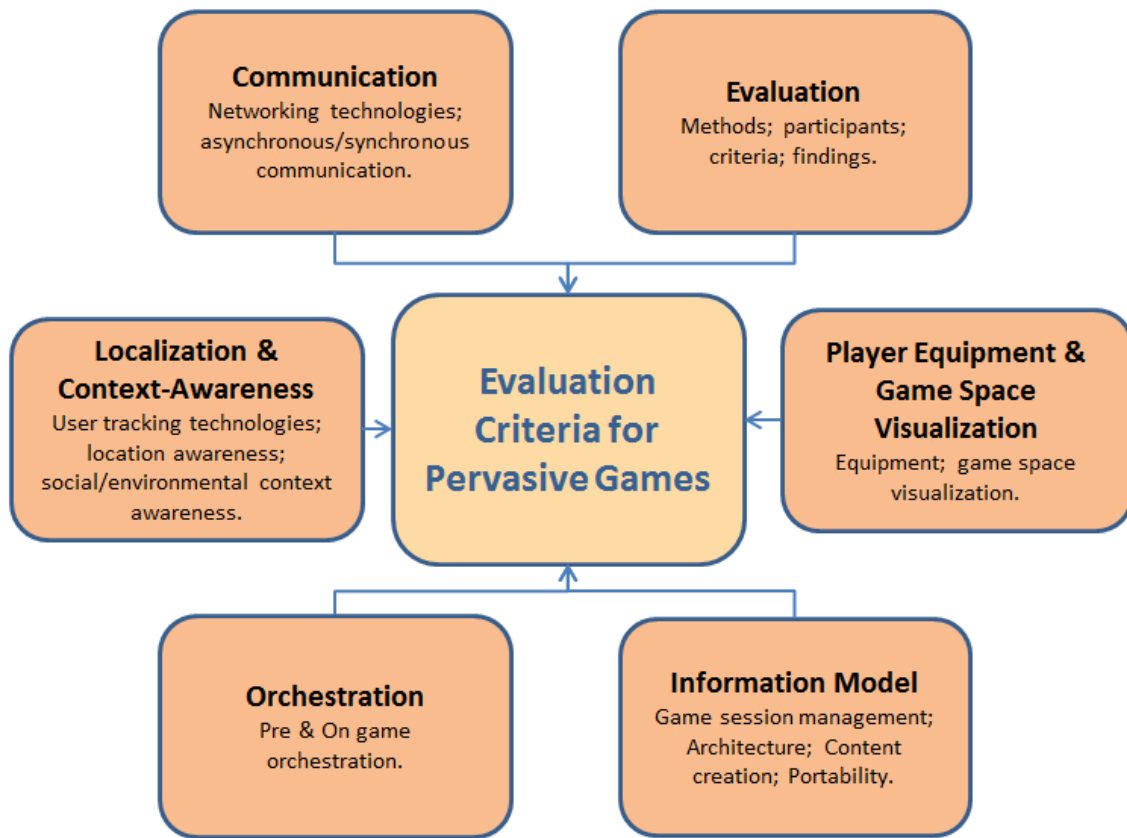 Communication
Networking technologies;
asynchronous/synchronous
communication.
Evaluation
Methods; participants;
criteria; findings.
Localization &
Context-Awareness
User tracking technologies;
location awareness;
social/environmental context
awareness.
Evaluation
Criteria for
Pervasive Games
Player Equipment &
Game Space
Visualization
Equipment; game space
visualization.
Orchestration
Pre & On game
orchestration.
Information Model
Game session management;
Architecture; Content
creation; Portability.